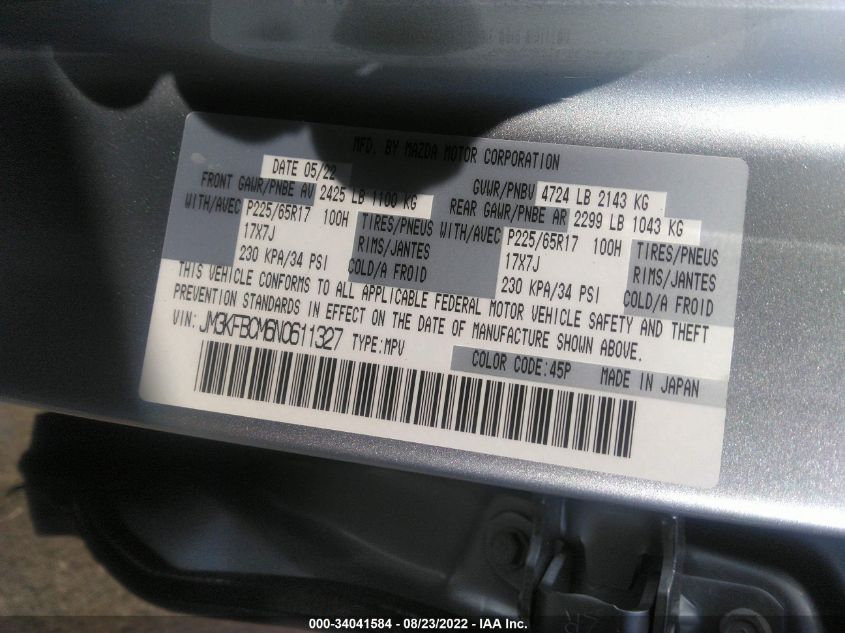 MFD. BY MAZDA MOTOR CORPORATION
DATE 05/22
GVWR/PNBV 4724 LB 2143 KG
FRONT GAWR/PNBE AV 2425 LB 1100 KG
REAR GAWR/PNBE AR 2299 LB 1043 KG
WITH/AVEC P225/65R17 100H TIRES/PNEUS
WITH/AVEC P225/65R17 100H TIRES/PNEUS
17X7J RIMS/JANTES
17X7J RIMS/JANTES
230 KPA/34 PSI COLD/A FROID
230 KPA/34 PSI COLD/A FROID
THIS VEHICLE CONFORMS TO ALL APPLICABLE FEDERAL MOTOR VEHICLE SAFETY AND THEFT
PREVENTION STANDARDS IN EFFECT ON THE DATE OF MANUFACTURE SHOWN ABOVE.
VIN: JM3KFBCM6N0611327 TYPE:MPV
COLOR CODE:45P MADE IN JAPAN
000-34041584 - 08/23/2022 - IAA Inc.